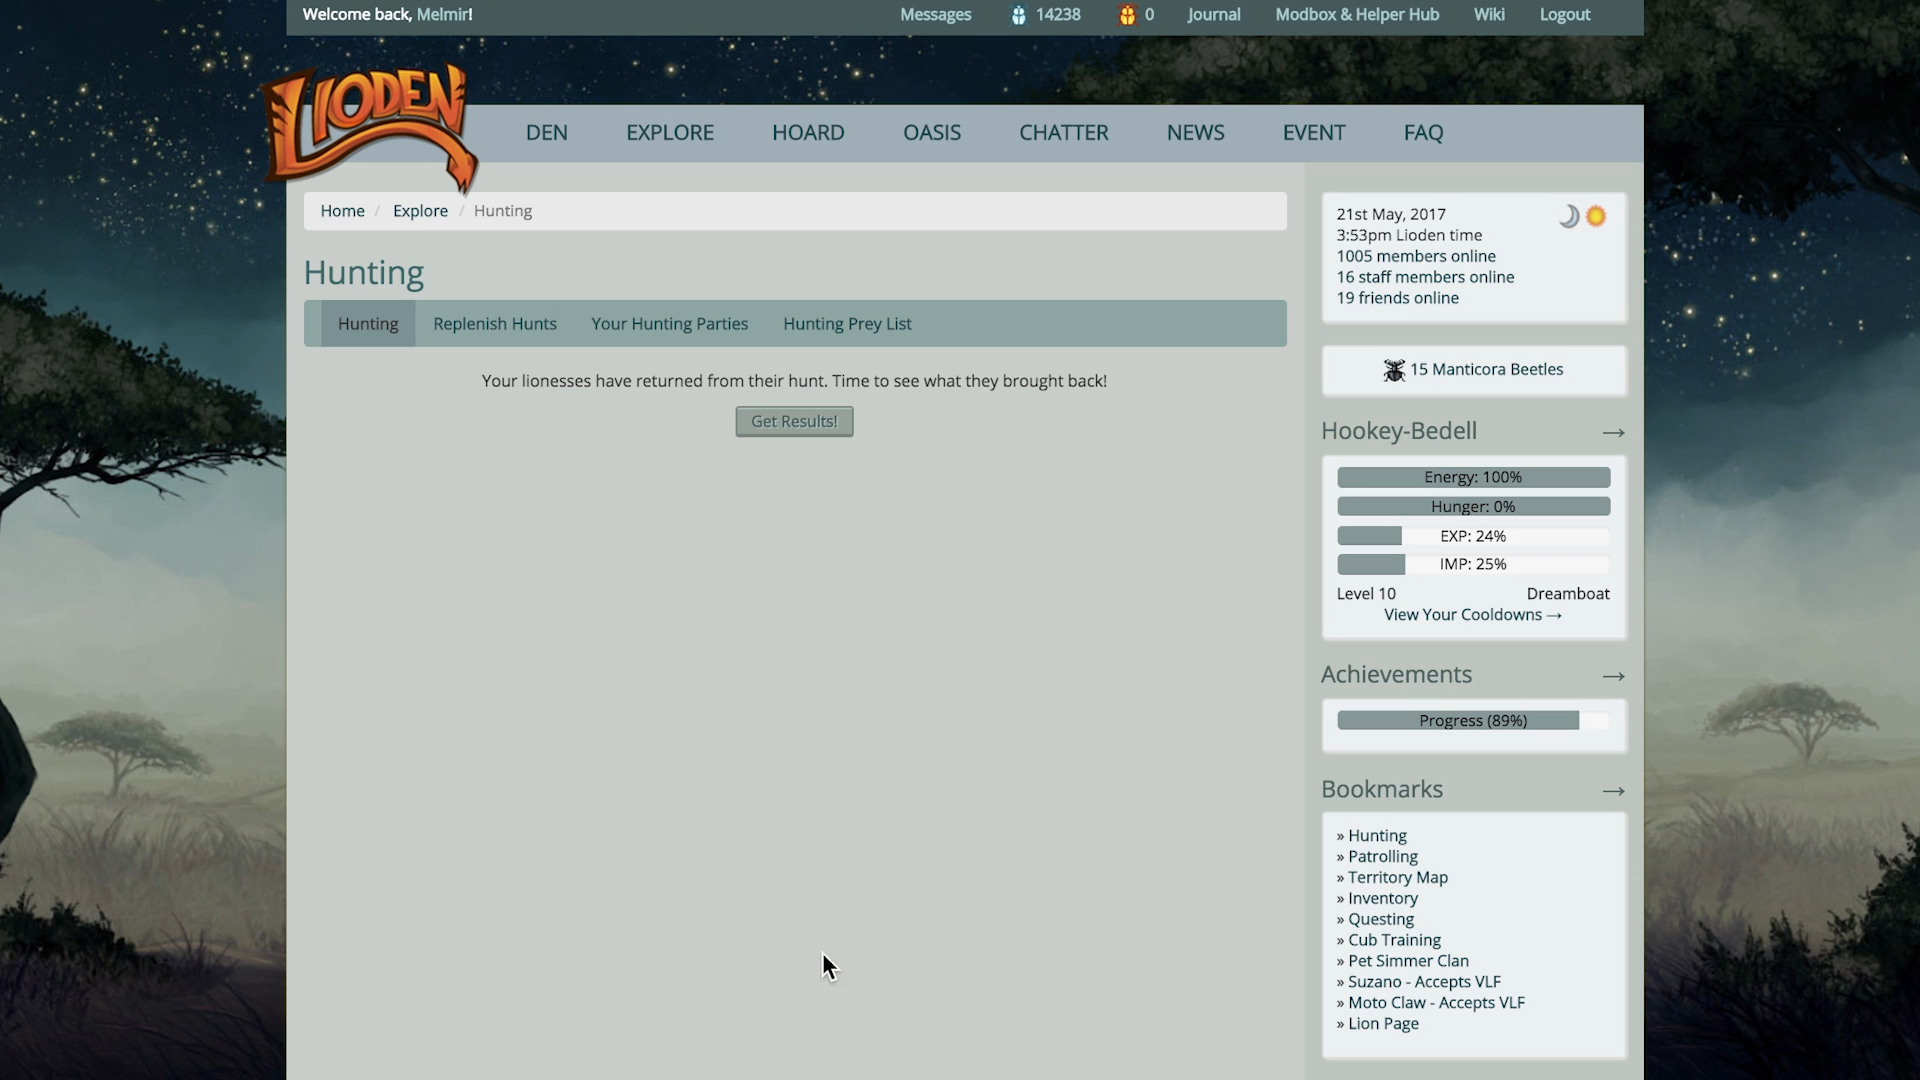 Welcome back, Melmir!
Messages 14238 0 Journal Modbox & Helper Hub Wiki Logout
LIODEN
DEN EXPLORE HOARD OASIS CHATTER NEWS EVENT FAQ
Home / Explore / Hunting
Hunting
Hunting Replenish Hunts Your Hunting Parties Hunting Prey List
Your lionesses have returned from their hunt. Time to see what they brought back!
Get Results!
21st May, 2017
3:53pm Lioden time
1005 members online
16 staff members online
19 friends online
15 Manticora Beetles
Hookey-Bedell →
Energy: 100%
Hunger: 0%
EXP: 24%
IMP: 25%
Level 10 Dreamboat
View Your Cooldowns →
Achievements →
Progress (89%)
Bookmarks →
» Hunting
» Patrolling
» Territory Map
» Inventory
» Questing
» Cub Training
» Pet Simmer Clan
» Suzano - Accepts VLF
» Moto Claw - Accepts VLF
» Lion Page